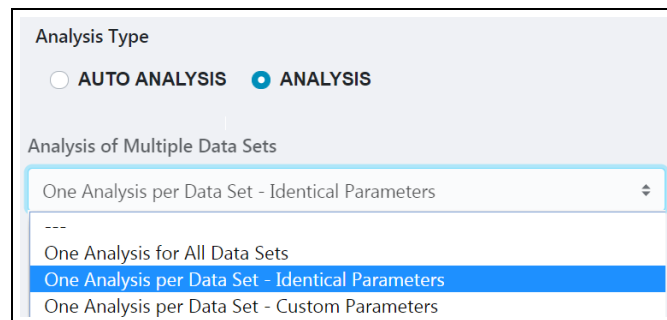 Analysis Type
AUTO ANALYSIS ANALYSIS
Analysis of Multiple Data Sets
One Analysis per Data Set - Identical Parameters
---
One Analysis for All Data Sets
One Analysis per Data Set - Identical Parameters
One Analysis per Data Set - Custom Parameters